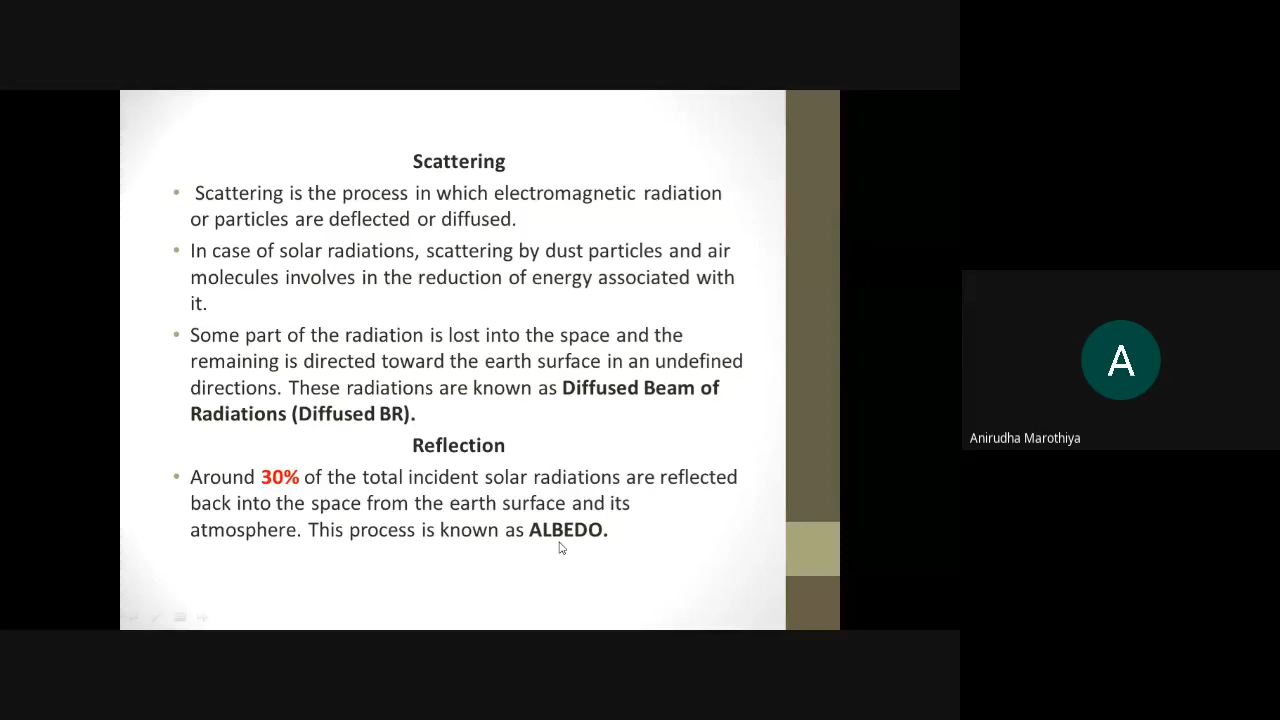 Scattering
• Scattering is the process in which electromagnetic radiation
or particles are deflected or diffused.
• In case of solar radiations, scattering by dust particles and air
molecules involves in the reduction of energy associated with
it.
• Some part of the radiation is lost into the space and the
remaining is directed toward the earth surface in an undefined
directions. These radiations are known as Diffused Beam of
Radiations (Diffused BR).
Reflection
• Around 30% of the total incident solar radiations are reflected
back into the space from the earth surface and its
atmosphere. This process is known as ALBEDO.
A
Anirudha Marothiya